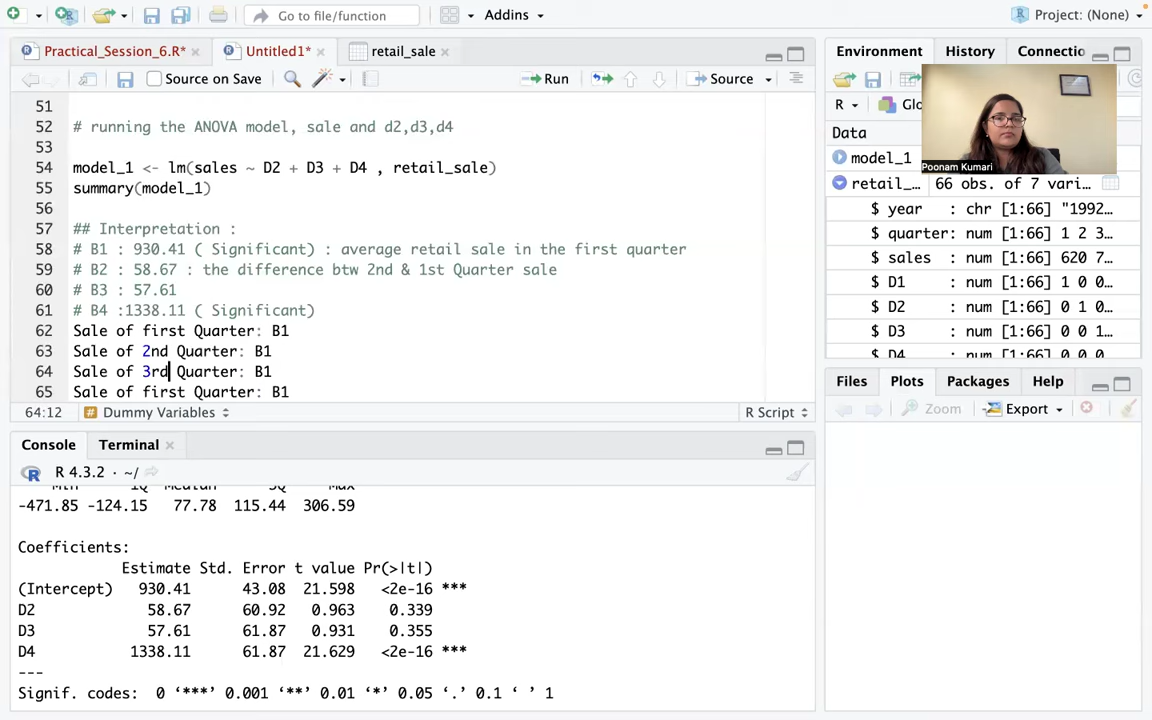 Go to file/function
Addins
Project: (None)
Practical_Session_6.R*
Untitled1*
retail_sale
Source on Save
Run
Source
51
52 # running the ANOVA model, sale and d2,d3,d4
53
54 model_1 <- lm(sales ~ D2 + D3 + D4 , retail_sale)
55 summary(model_1)
56
57 ## Interpretation :
58 # B1 : 930.41 ( Significant) : average retail sale in the first quarter
59 # B2 : 58.67 : the difference btw 2nd & 1st Quarter sale
60 # B3 : 57.61
61 # B4 :1338.11 ( Significant)
62 Sale of first Quarter: B1
63 Sale of 2nd Quarter: B1
64 Sale of 3rd Quarter: B1
65 Sale of first Quarter: B1
64:12
# Dummy Variables
R Script
Console
Terminal
R 4.3.2 · ~/
-471.85 -124.15 77.78 115.44 306.59
Coefficients:
Estimate Std. Error t value Pr(>|t|)
(Intercept) 930.41 43.08 21.598 <2e-16 ***
D2 58.67 60.92 0.963 0.339
D3 57.61 61.87 0.931 0.355
D4 1338.11 61.87 21.629 <2e-16 ***
---
Signif. codes: 0 ‘***’ 0.001 ‘**’ 0.01 ‘*’ 0.05 ‘.’ 0.1 ‘ ’ 1
Environment
History
Connectio
R
Glo
Data
Poonam Kumari
model_1
retail_… 66 obs. of 7 vari…
$ year : chr [1:66] "1992…
$ quarter: num [1:66] 1 2 3…
$ sales : num [1:66] 620 7…
$ D1 : num [1:66] 1 0 0…
$ D2 : num [1:66] 0 1 0…
$ D3 : num [1:66] 0 0 1…
$ D4 : num [1:66] 0 0 0…
Files
Plots
Packages
Help
Zoom
Export